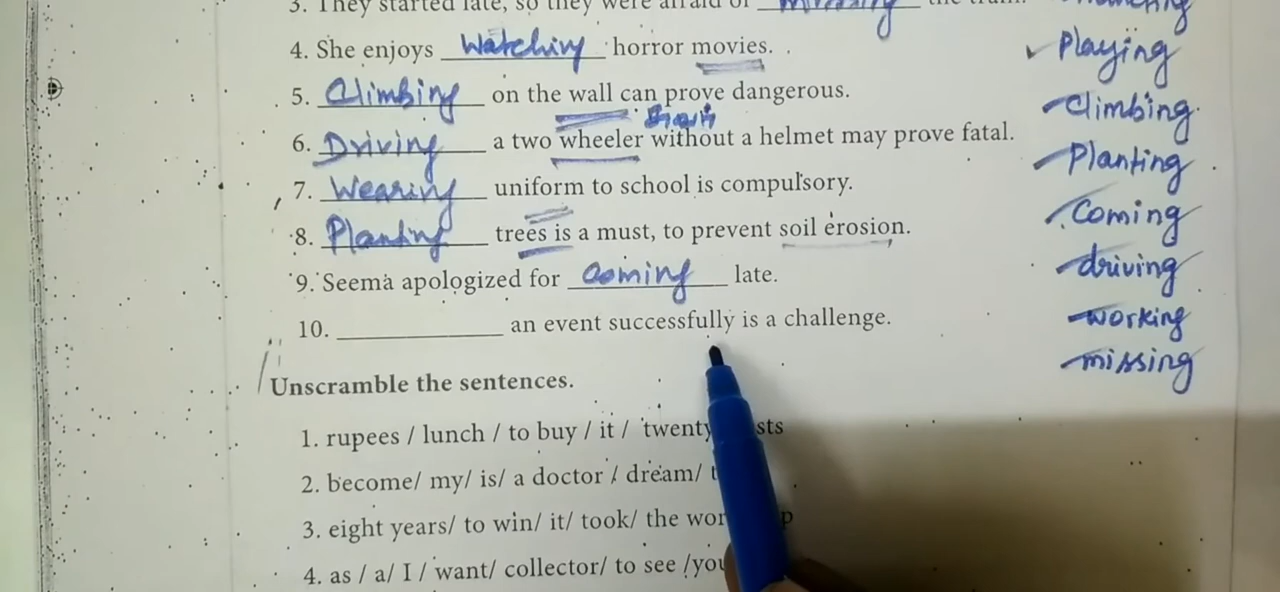 3. They started late, so they were afraid of missing the train.
4. She enjoys watching horror movies.
5. Climbing on the wall can prove dangerous.
6. Driving a two wheeler without a helmet may prove fatal.
7. Wearing uniform to school is compulsory.
8. Planting trees is a must, to prevent soil erosion.
9. Seema apologized for coming late.
10. ____________ an event successfully is a challenge.
Unscramble the sentences.
1. rupees / lunch / to buy / it / twenty
2. become/ my/ is/ a doctor / dream/
3. eight years/ to win/ it/ took/ the
4. as / a/ I / want/ collector/ to see /you
Playing
Climbing
Planting
Coming
driving
working
missing